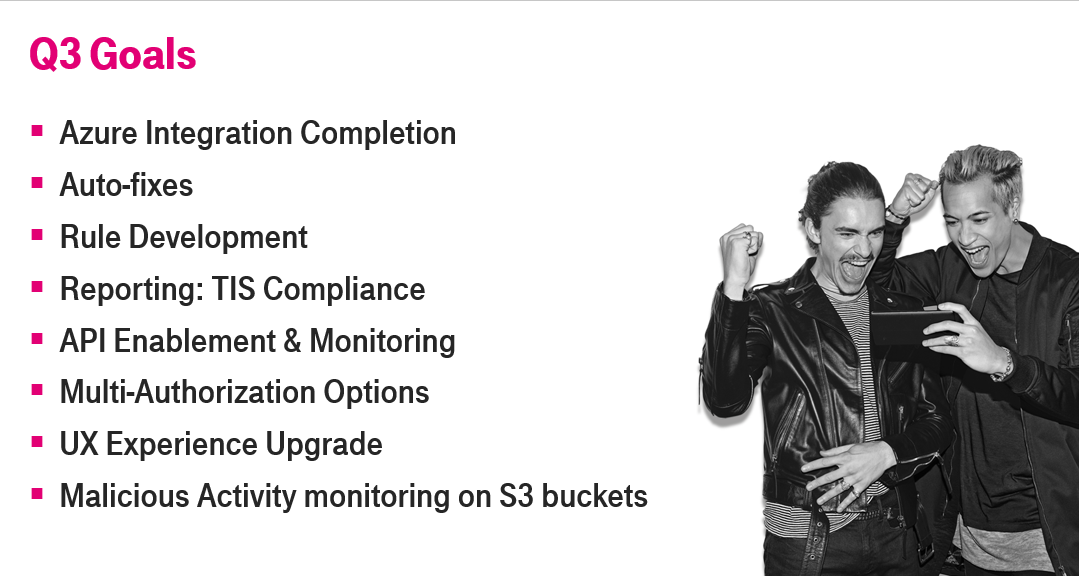 Q3 Goals
Azure Integration Completion
Auto-fixes
Rule Development
Reporting: TIS Compliance
API Enablement & Monitoring
Multi-Authorization Options
UX Experience Upgrade
Malicious Activity monitoring on S3 buckets